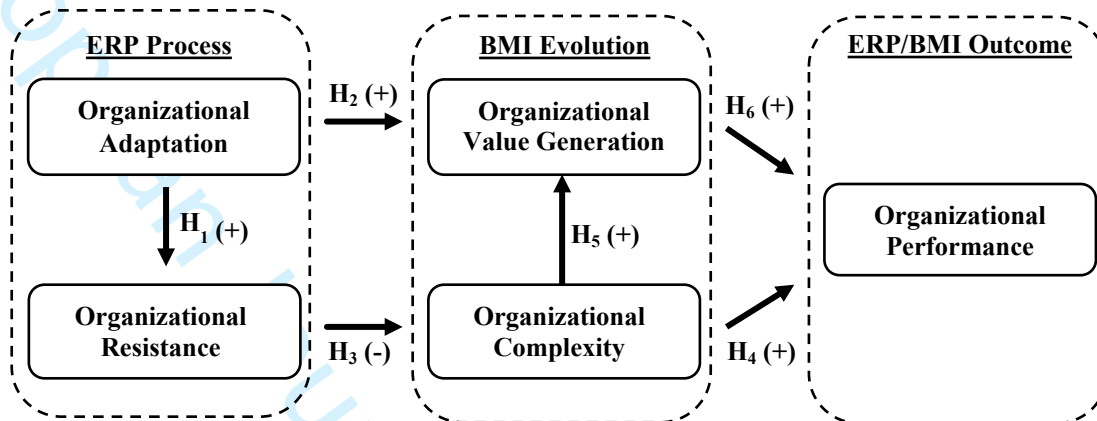 ERP Process
BMI Evolution
ERP/BMI Outcome
Organizational
Adaptation
H₂ (+)
Organizational
Value Generation
H₆ (+)
H₁ (+)
H₅ (+)
Organizational
Performance
Organizational
Resistance
H₃ (-)
Organizational
Complexity
H₄ (+)